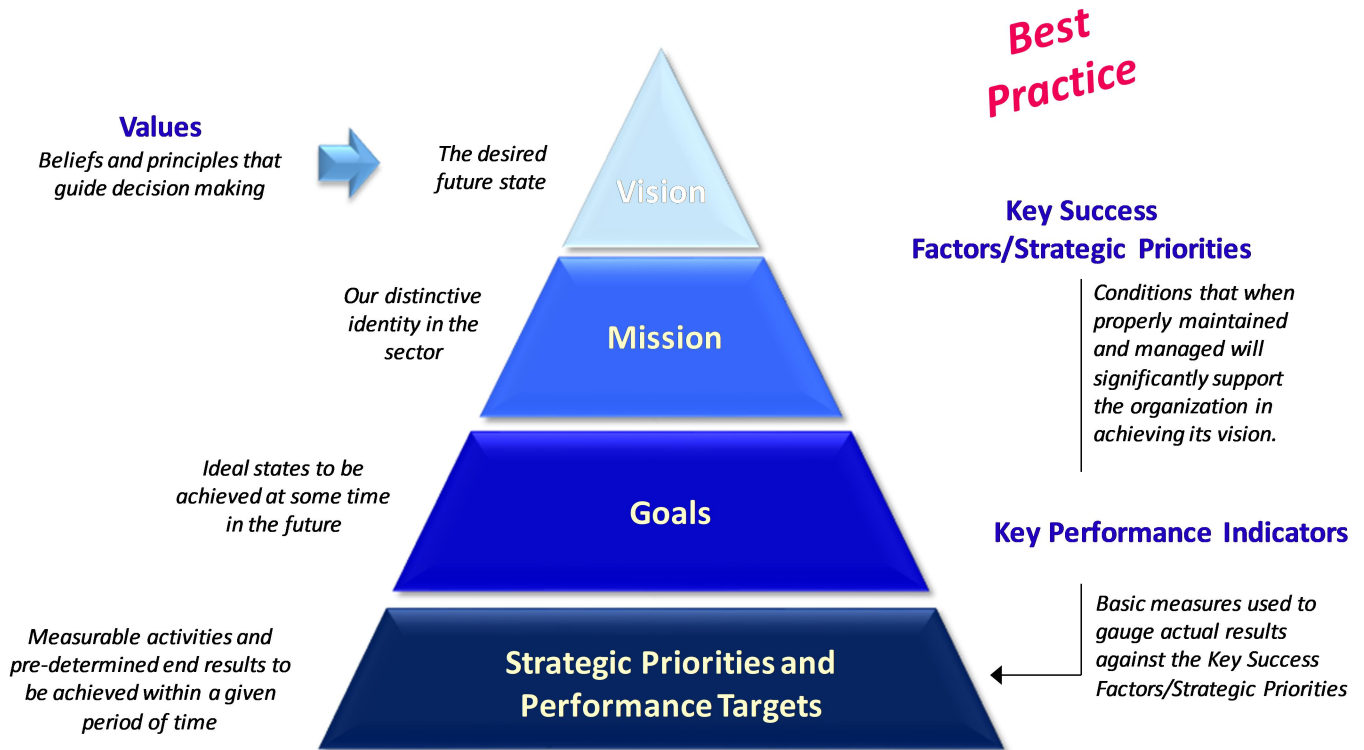 Best
Practice
Values
Beliefs and principles that
guide decision making
The desired
future state
Vision
Key Success
Factors/Strategic Priorities
Conditions that when
properly maintained
and managed will
significantly support
the organization in
achieving its vision.
Our distinctive
identity in the
sector
Mission
Ideal states to be
achieved at some time
in the future
Goals
Key Performance Indicators
Basic measures used to
gauge actual results
against the Key Success
Factors/Strategic Priorities
Measurable activities and
pre-determined end results to
be achieved within a given
period of time
Strategic Priorities and
Performance Targets